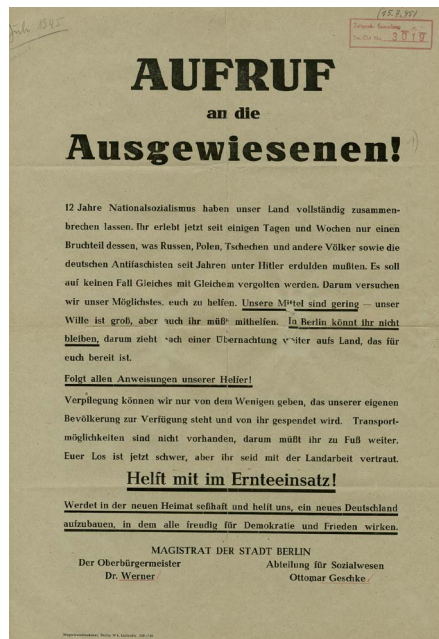 Juli 1945
(15.7.45)
3019
AUFRUF
an die
Ausgewiesenen!
1)
12 Jahre Nationalsozialismus haben unser Land vollständig zusammen-
brechen lassen. Ihr erlebt jetzt seit einigen Tagen und Wochen nur einen
Bruchteil dessen, was Russen, Polen, Tschechen und andere Völker sowie die
deutschen Antifaschisten seit Jahren unter Hitler erdulden mußten. Es soll
auf keinen Fall Gleiches mit Gleichem vergolten werden. Darum versuchen
wir unser Möglichstes, euch zu helfen. Unsere Mittel sind gering — unser
Wille ist groß, aber auch ihr müßt mithelfen. In Berlin könnt ihr nicht
bleiben, darum zieht nach einer Übernachtung weiter aufs Land, das für
euch bereit ist.
Folgt allen Anweisungen unserer Helfer!
Verpflegung können wir nur von dem Wenigen geben, das unserer eigenen
Bevölkerung zur Verfügung steht und von ihr gespendet wird. Transport-
möglichkeiten sind nicht vorhanden, darum müßt ihr zu Fuß weiter.
Euer Los ist jetzt schwer, aber ihr seid mit der Landarbeit vertraut.
Helft mit im Ernteeinsatz!
Werdet in der neuen Heimat seßhaft und helft uns, ein neues Deutschland
aufzubauen, in dem alle freudig für Demokratie und Frieden wirken.
MAGISTRAT DER STADT BERLIN
Der Oberbürgermeister Abteilung für Sozialwesen
Dr. Werner Ottomar Geschke